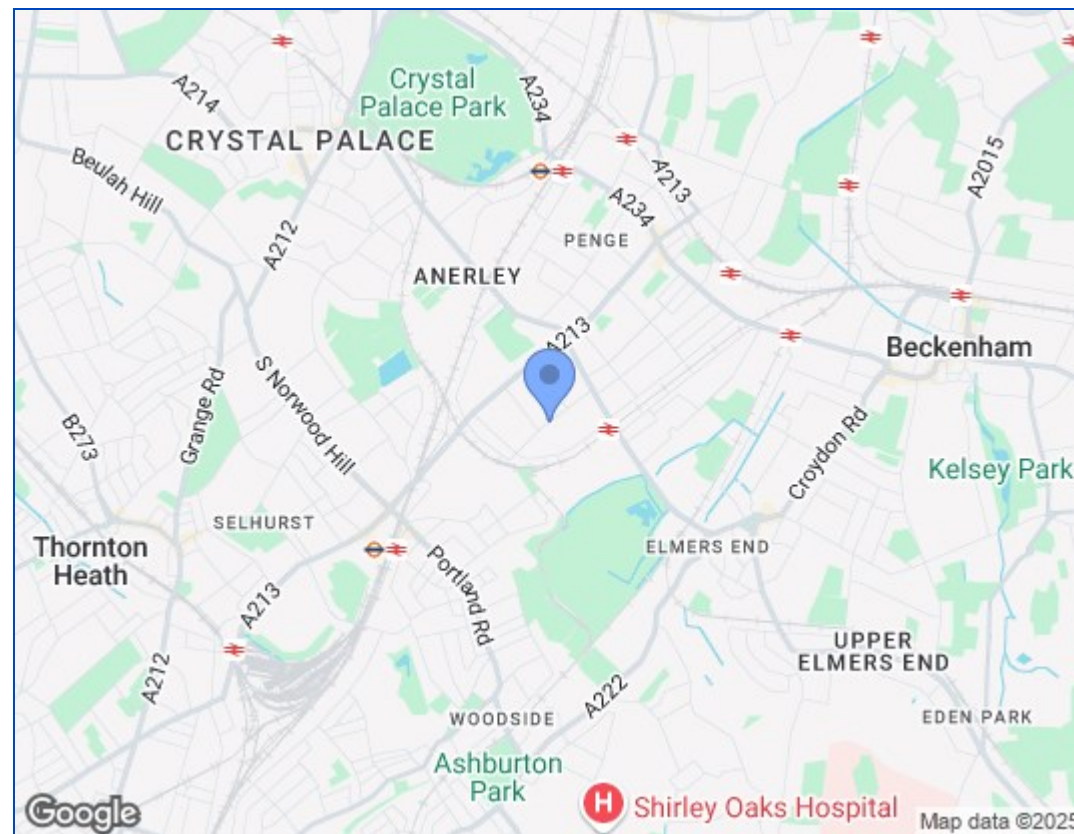 A214
Crystal
Palace Park
A234
CRYSTAL PALACE
A213
A2015
Beulah Hill
A234
A212
PENGE
ANERLEY
A213
Beckenham
S Norwood Hill
Grange Rd
B273
Croydon Rd
Kelsey Park
SELHURST
Thornton
Heath
ELMERS END
Portland Rd
A213
UPPER
ELMERS END
A212
A222
WOODSIDE
EDEN PARK
Ashburton
Park
H Shirley Oaks Hospital
Google
Map data ©2025